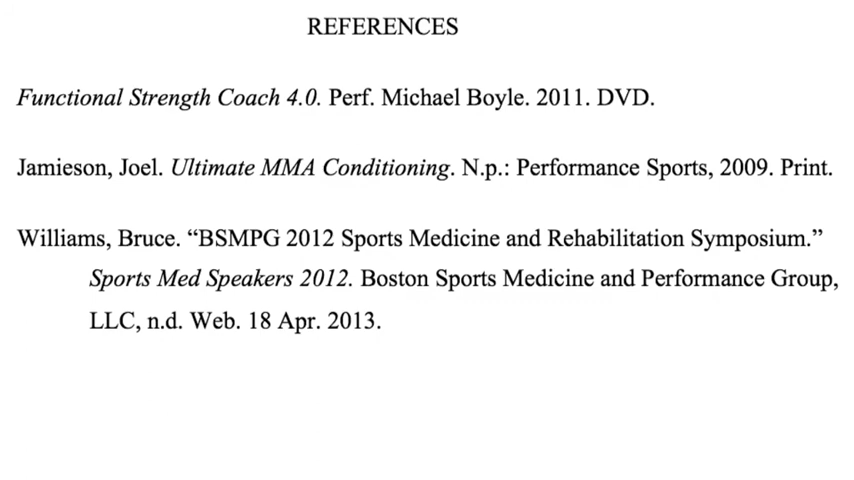 REFERENCES
Functional Strength Coach 4.0. Perf. Michael Boyle. 2011. DVD.
Jamieson, Joel. Ultimate MMA Conditioning. N.p.: Performance Sports, 2009. Print.
Williams, Bruce. “BSMPG 2012 Sports Medicine and Rehabilitation Symposium.”
Sports Med Speakers 2012. Boston Sports Medicine and Performance Group,
LLC, n.d. Web. 18 Apr. 2013.